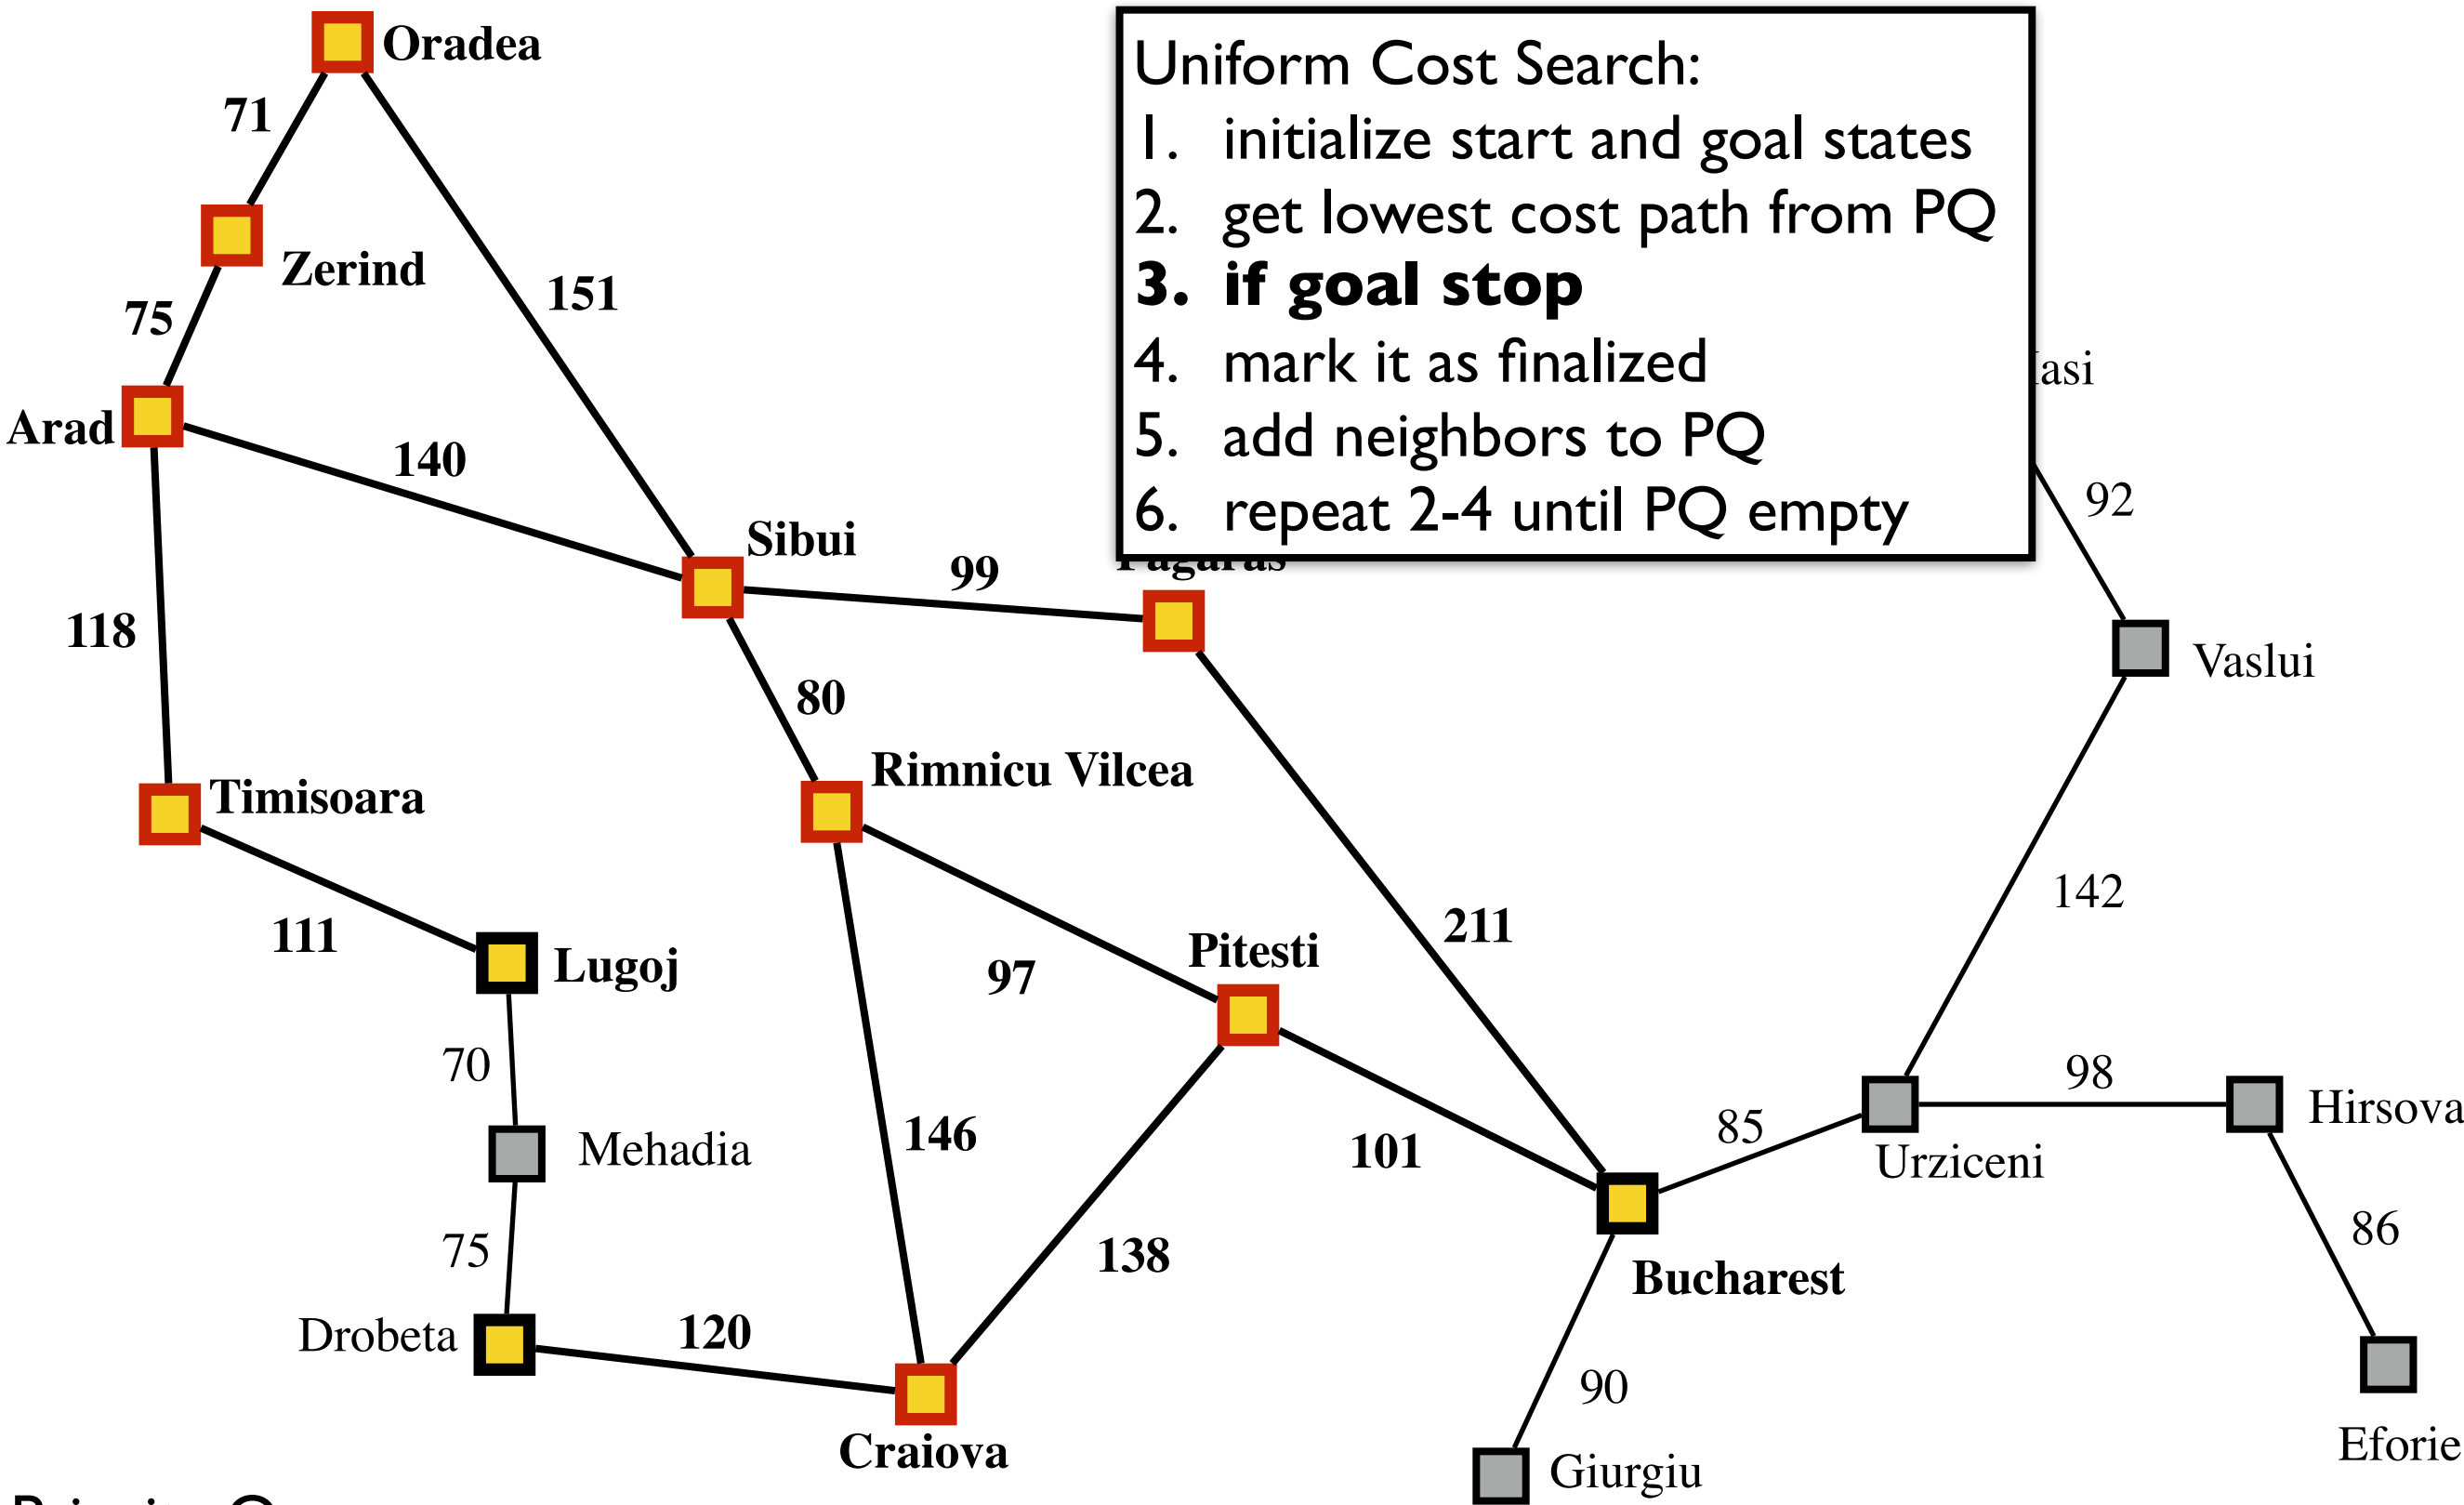 Oradea
Uniform Cost Search:
1. initialize start and goal states
2. get lowest cost path from PQ
3. if goal stop
4. mark it as finalized
5. add neighbors to PQ
6. repeat 2-4 until PQ empty
71
Zerind
151
75
Iasi
Arad
140
92
Sibui
99
Fagaras
118
Vaslui
80
Rimnicu Vilcea
Timisoara
142
211
111
Pitesti
Lugoj
97
70
98
Hirsova
85
146
Mehadia
101
Urziceni
86
75
138
Bucharest
Drobeta
120
90
Craiova
Eforie
Giurgiu